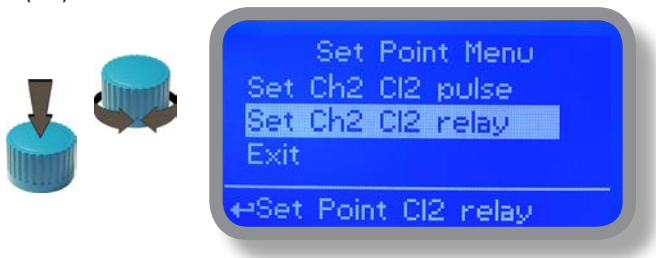 Set Point Menu
Set Ch2 Cl2 pulse
Set Ch2 Cl2 relay
Exit
↩Set Point Cl2 relay